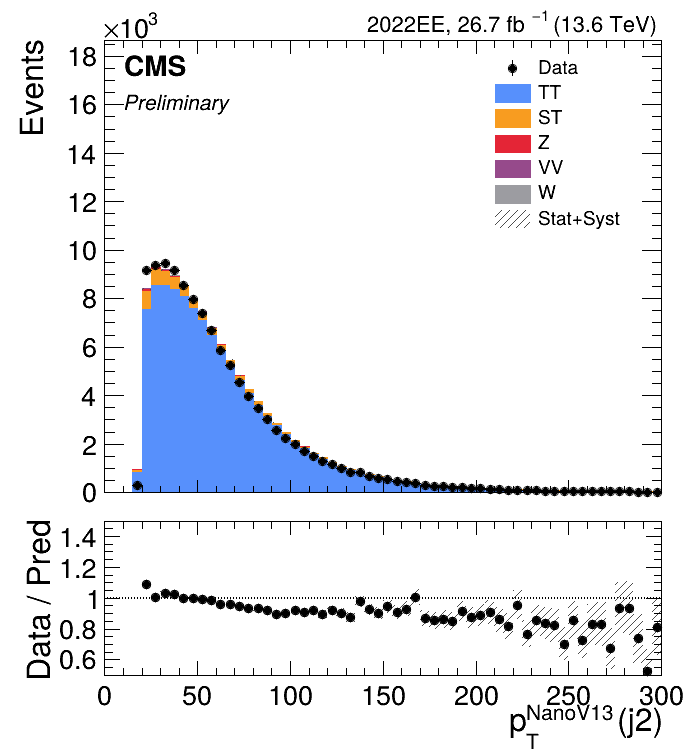 ×10³
2022EE, 26.7 fb⁻¹ (13.6 TeV)
CMS
Preliminary
Events
18
16
14
12
10
8
6
4
2
0
Data
TT
ST
Z
VV
W
Stat+Syst
Data / Pred
1.4
1.2
1
0.8
0.6
0 50 100 150 200 250 300
p_T^NanoV13 (j2)